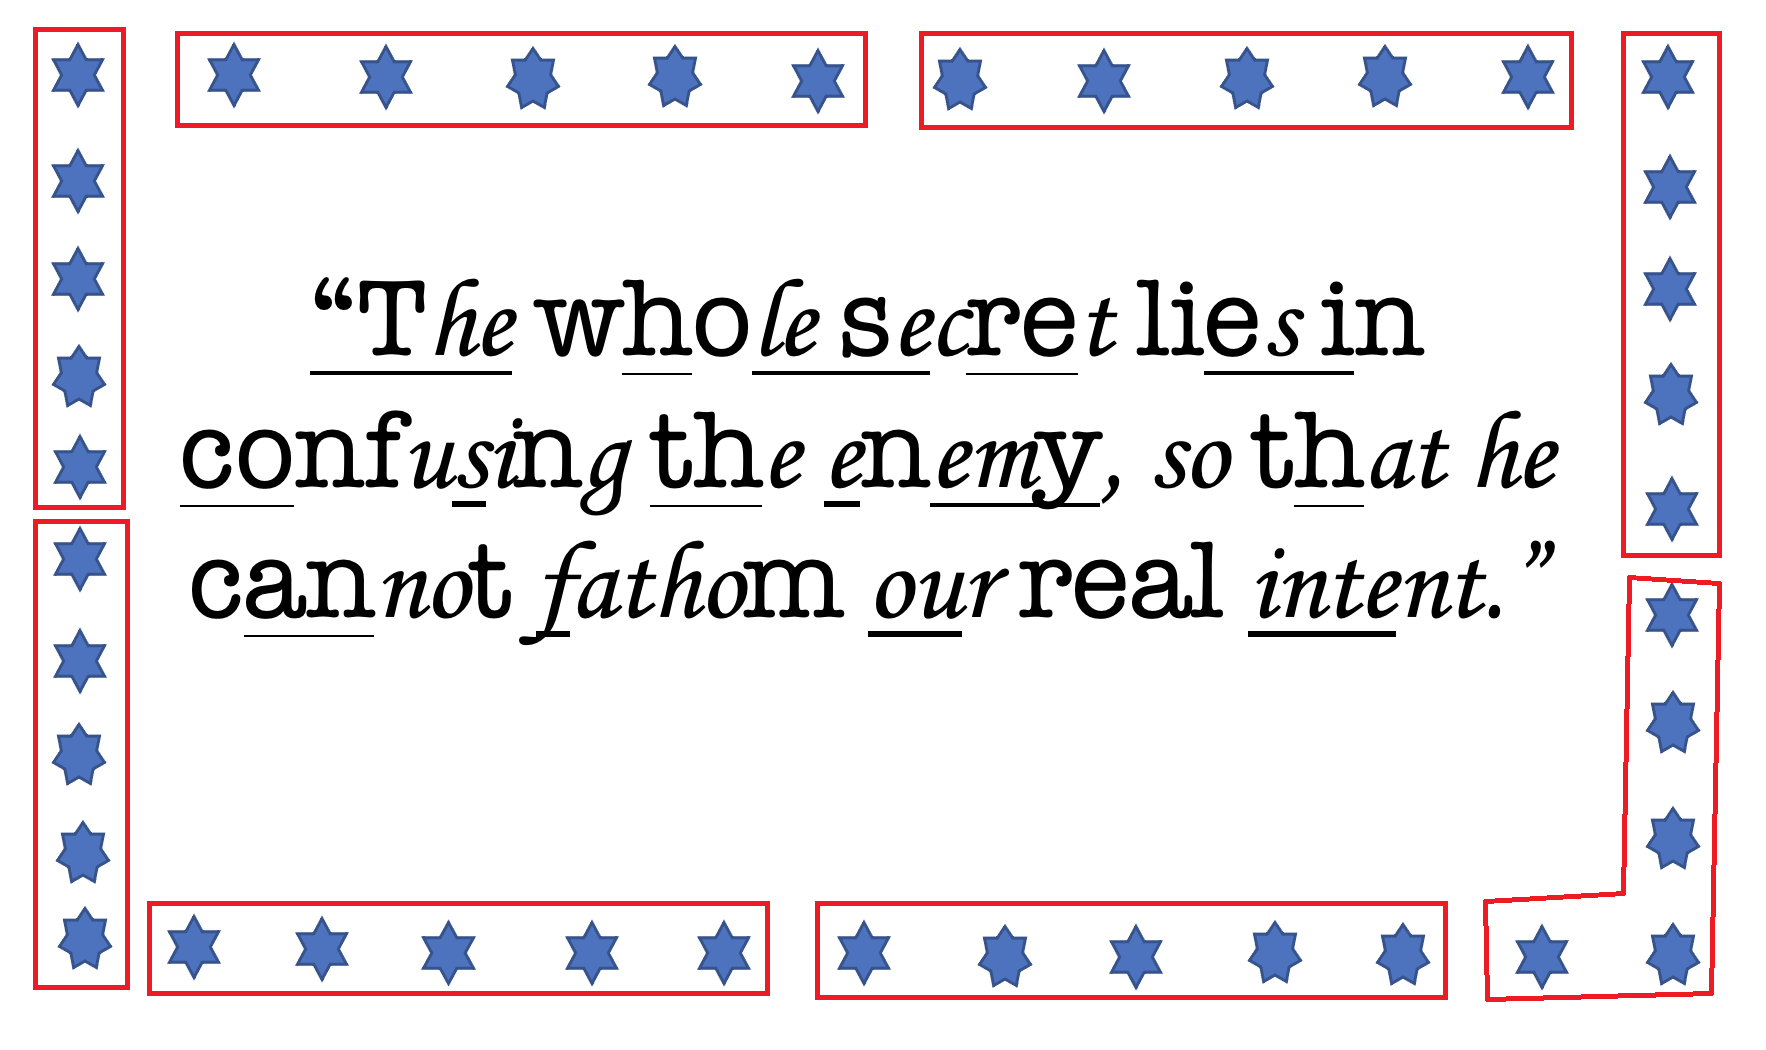 “The whole secret lies in
confusing the enemy, so that he
cannot fathom our real intent.”